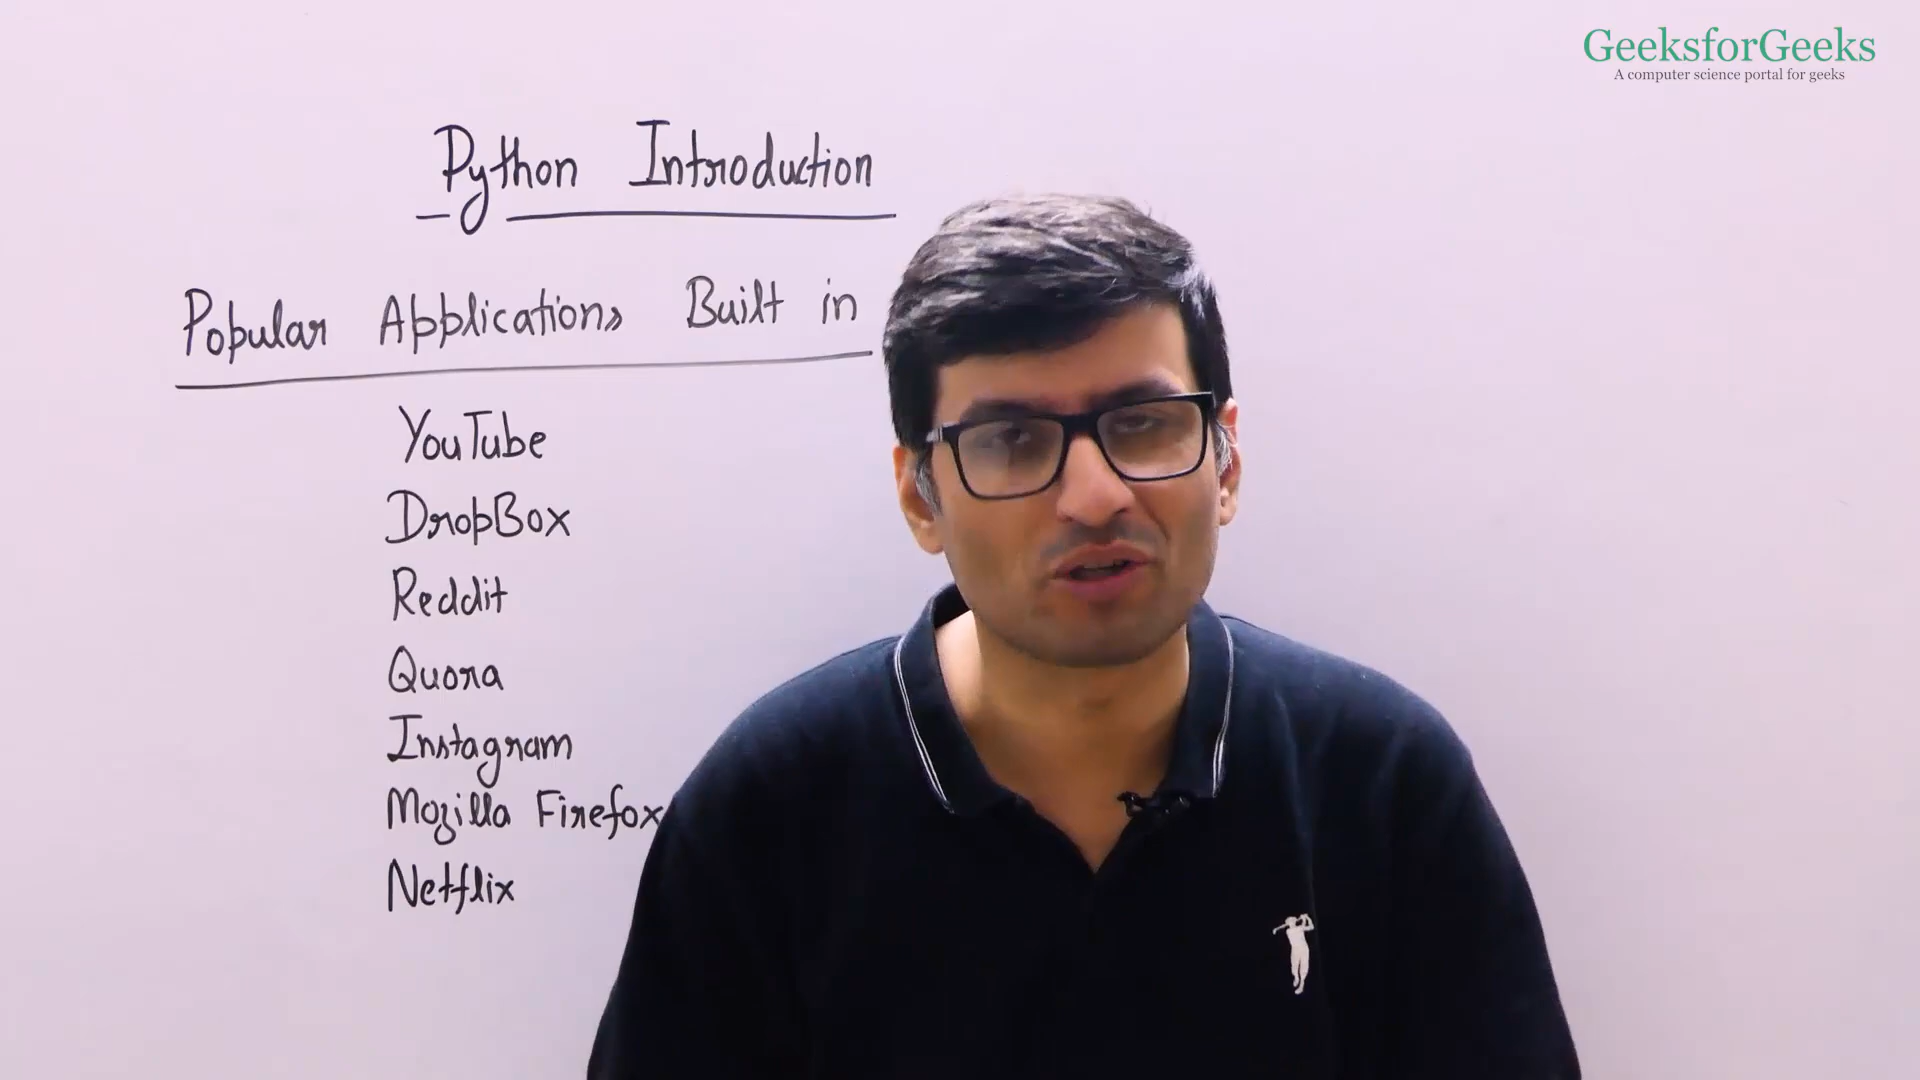 GeeksforGeeks
A computer science portal for geeks
Python Introduction
Popular Applications Built in
YouTube
DropBox
Reddit
Quora
Instagram
Mozilla Firefox
Netflix